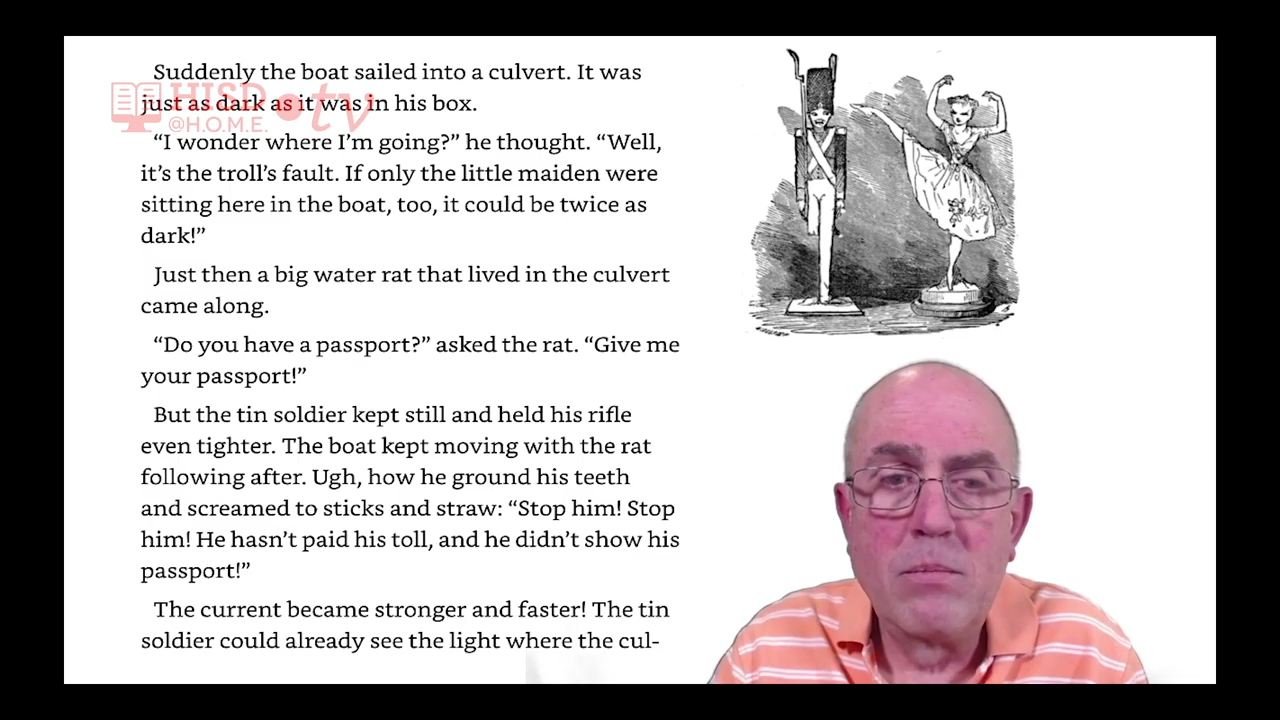 Suddenly the boat sailed into a culvert. It was
just as dark as it was in his box.
HISD tv
@H.O.M.E.
“I wonder where I’m going?” he thought. “Well,
it’s the troll’s fault. If only the little maiden were
sitting here in the boat, too, it could be twice as
dark!”
Just then a big water rat that lived in the culvert
came along.
“Do you have a passport?” asked the rat. “Give me
your passport!”
But the tin soldier kept still and held his rifle
even tighter. The boat kept moving with the rat
following after. Ugh, how he ground his teeth
and screamed to sticks and straw: “Stop him! Stop
him! He hasn’t paid his toll, and he didn’t show his
passport!”
The current became stronger and faster! The tin
soldier could already see the light where the cul-